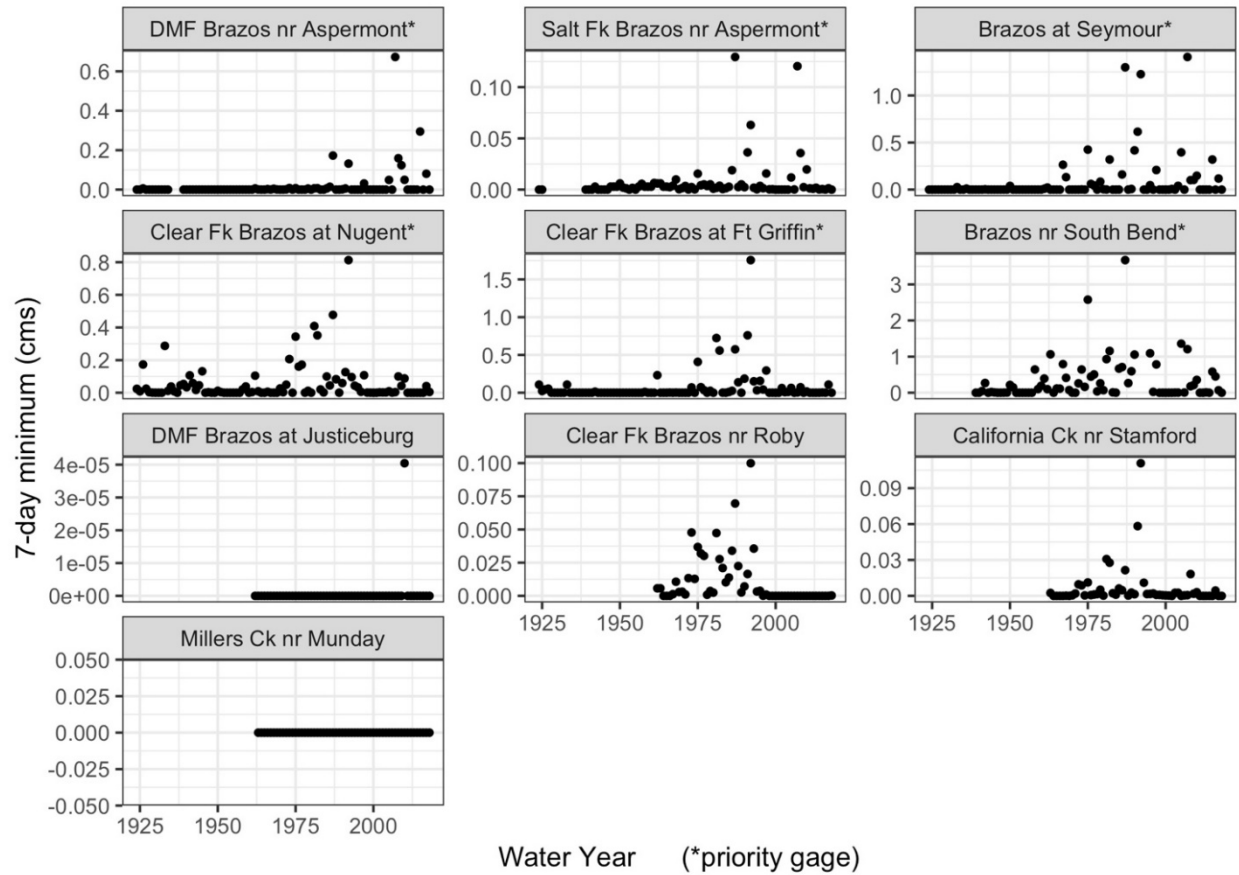 DMF Brazos nr Aspermont*
Salt Fk Brazos nr Aspermont*
Brazos at Seymour*
0.6
0.4
0.2
0.0
0.10
0.05
0.00
1.0
0.5
0.0
Clear Fk Brazos at Nugent*
Clear Fk Brazos at Ft Griffin*
Brazos nr South Bend*
0.8
0.6
0.4
0.2
0.0
1.5
1.0
0.5
0.0
3
2
1
0
7-day minimum (cms)
DMF Brazos at Justiceburg
Clear Fk Brazos nr Roby
California Ck nr Stamford
4e-05
3e-05
2e-05
1e-05
0e+00
0.100
0.075
0.050
0.025
0.000
0.09
0.06
0.03
0.00
1925 1950 1975 2000
1925 1950 1975 2000
Millers Ck nr Munday
0.050
0.025
0.000
-0.025
-0.050
1925 1950 1975 2000
Water Year (*priority gage)